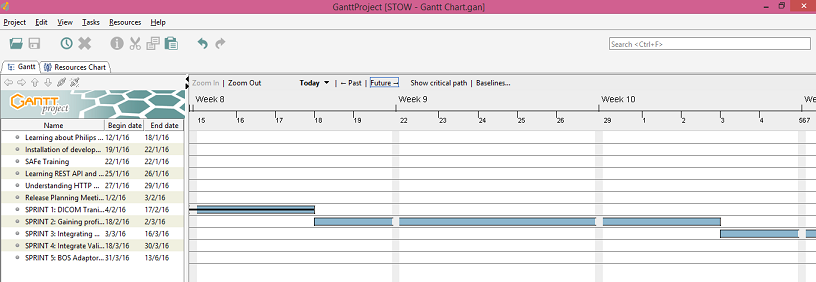 GanttProject [STOW - Gantt Chart.gan]
Project Edit View Tasks Resources Help
Search <Ctrl+F>
Gantt Resources Chart
Zoom In | Zoom Out Today | ← Past | Future → Show critical path | Baselines...
GANTT project
Week 8 Week 9 Week 10 We
15 16 17 18 19 22 23 24 25 26 29 1 2 3 4 567
Name Begin date End date
Learning about Philips ... 12/1/16 18/1/16
Installation of develop... 19/1/16 22/1/16
SAFe Training 22/1/16 22/1/16
Learning REST API and ... 25/1/16 26/1/16
Understanding HTTP ... 27/1/16 29/1/16
Release Planning Meeti... 1/2/16 3/2/16
SPRINT 1: DICOM Trani... 4/2/16 17/2/16
SPRINT 2: Gaining profi... 18/2/16 2/3/16
SPRINT 3: Integrating ... 3/3/16 16/3/16
SPRINT 4: Integrate Vali... 18/3/16 30/3/16
SPRINT 5: BOS Adaptor... 31/3/16 13/6/16